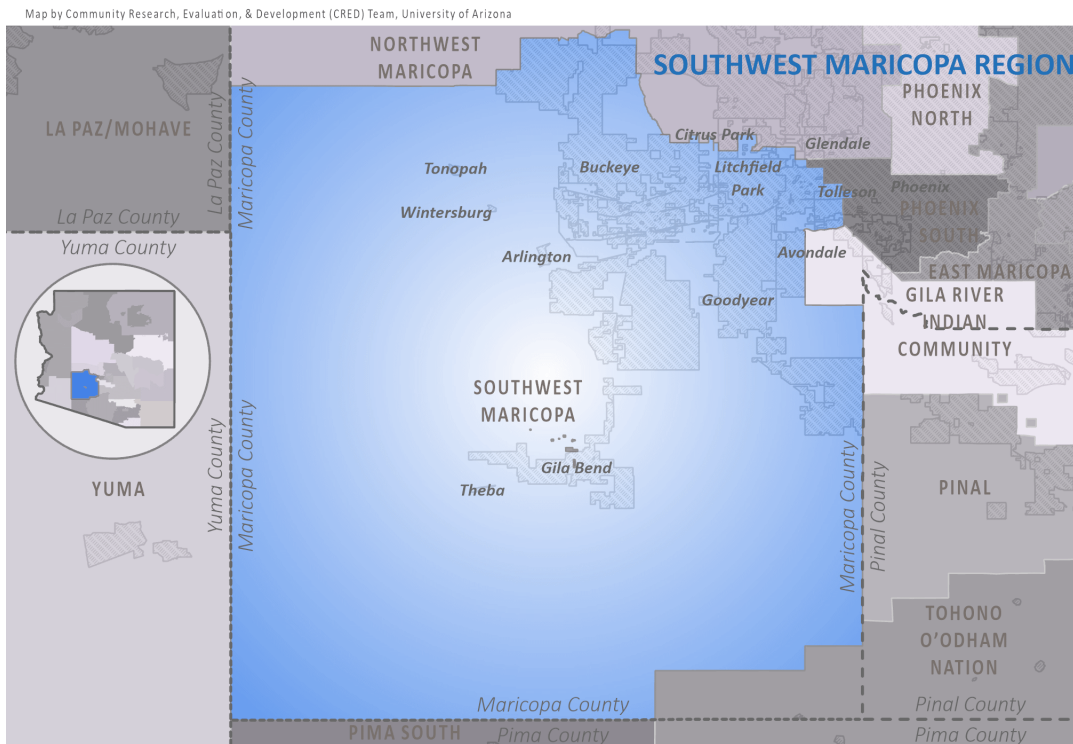 Map by Community Research, Evaluation, & Development (CRED) Team, University of Arizona
SOUTHWEST MARICOPA REGION
NORTHWEST
MARICOPA
PHOENIX
NORTH
LA PAZ/MOHAVE
La Paz County
Maricopa County
Citrus Park
Glendale
Tonopah
Buckeye
Litchfield
Park
Tolleson
Phoenix
PHOENIX
SOUTH
La Paz County
Yuma County
Wintersburg
Arlington
Avondale
EAST MARICOPA
Goodyear
GILA RIVER
INDIAN
COMMUNITY
SOUTHWEST
MARICOPA
Yuma County
Maricopa County
Gila Bend
Theba
YUMA
Maricopa County
Pinal County
PINAL
TOHONO
O'ODHAM
NATION
Maricopa County
Pinal County
PIMA SOUTH
Pima County
Pima County